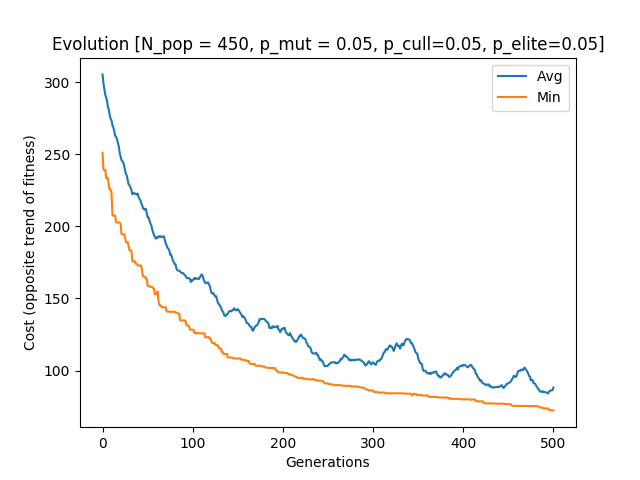 Evolution [N_pop = 450, p_mut = 0.05, p_cull=0.05, p_elite=0.05]
Avg
Min
Cost (opposite trend of fitness)
300
250
200
150
100
0 100 200 300 400 500
Generations